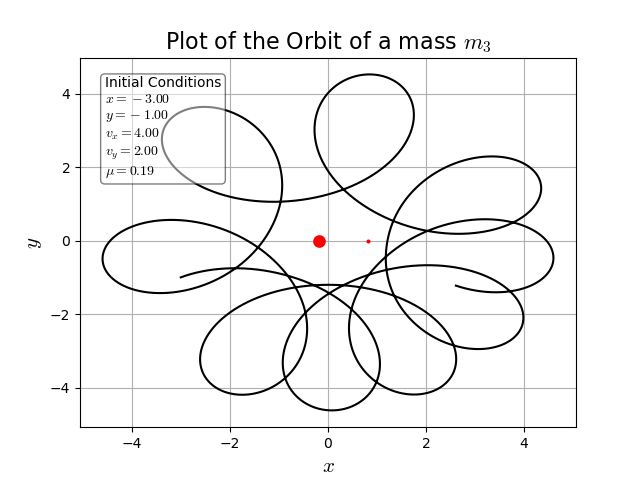 Plot of the Orbit of a mass m₃
Initial Conditions
x = −3.00
y = −1.00
vₓ = 4.00
v_y = 2.00
μ = 0.19
4
2
0
−2
−4
y
−4
−2
0
2
4
x